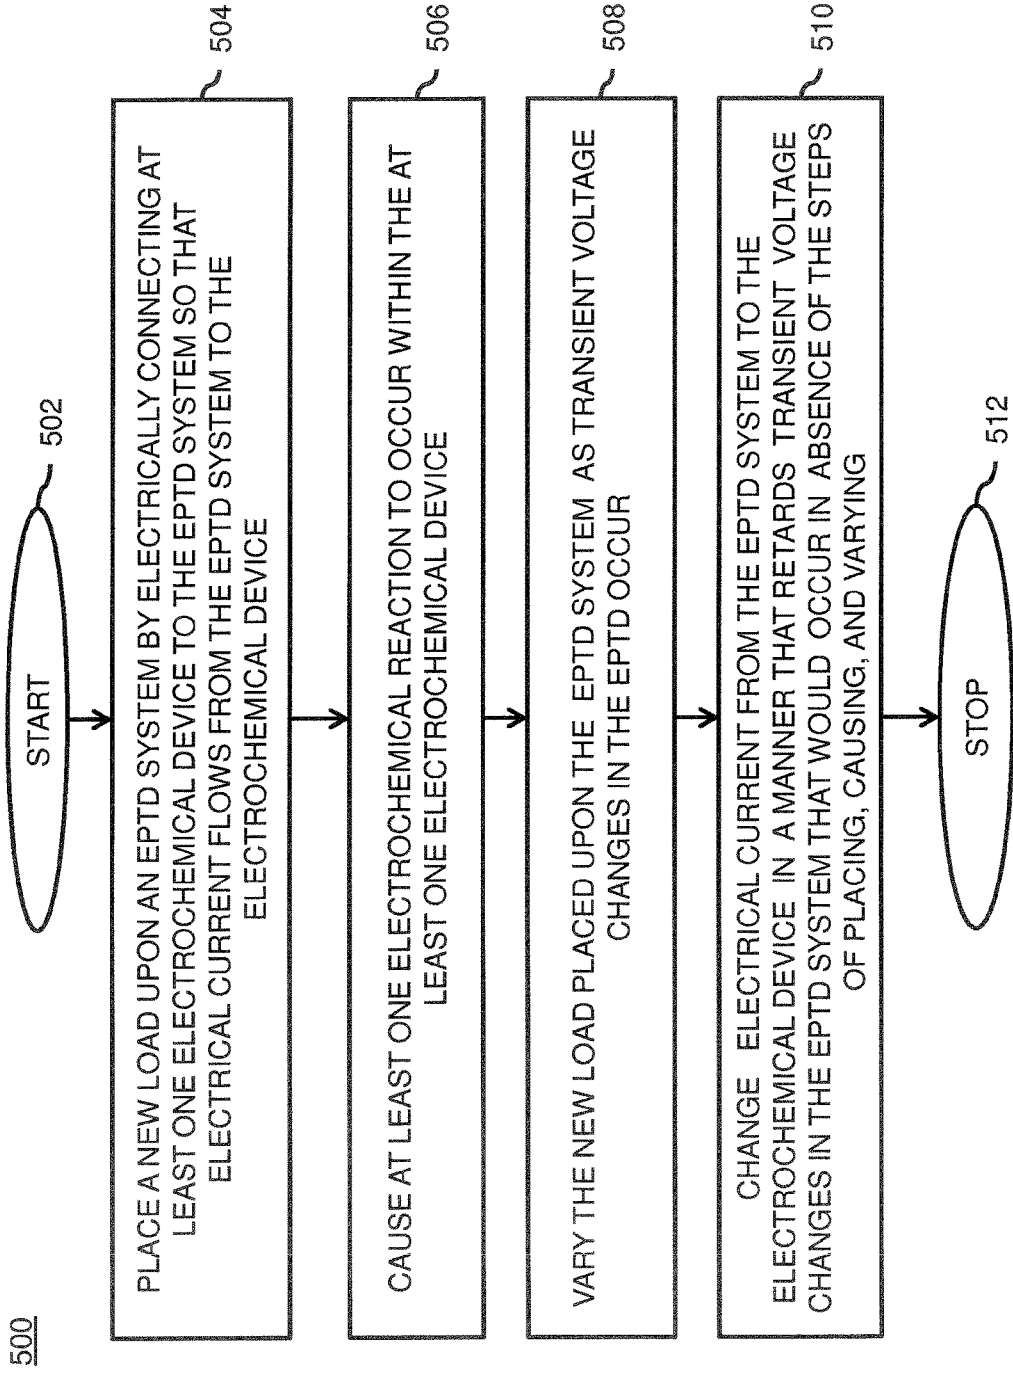 500
START
502
PLACE A NEW LOAD UPON AN EPTD SYSTEM BY ELECTRICALLY CONNECTING AT
LEAST ONE ELECTROCHEMICAL DEVICE TO THE EPTD SYSTEM SO THAT
ELECTRICAL CURRENT FLOWS FROM THE EPTD SYSTEM TO THE
ELECTROCHEMICAL DEVICE
504
CAUSE AT LEAST ONE ELECTROCHEMICAL REACTION TO OCCUR WITHIN THE AT
LEAST ONE ELECTROCHEMICAL DEVICE
506
VARY THE NEW LOAD PLACED UPON THE EPTD SYSTEM AS TRANSIENT VOLTAGE
CHANGES IN THE EPTD OCCUR
508
CHANGE ELECTRICAL CURRENT FROM THE EPTD SYSTEM TO THE
ELECTROCHEMICAL DEVICE IN A MANNER THAT RETARDS TRANSIENT VOLTAGE
CHANGES IN THE EPTD SYSTEM THAT WOULD OCCUR IN ABSENCE OF THE STEPS
OF PLACING, CAUSING, AND VARYING
510
STOP
512